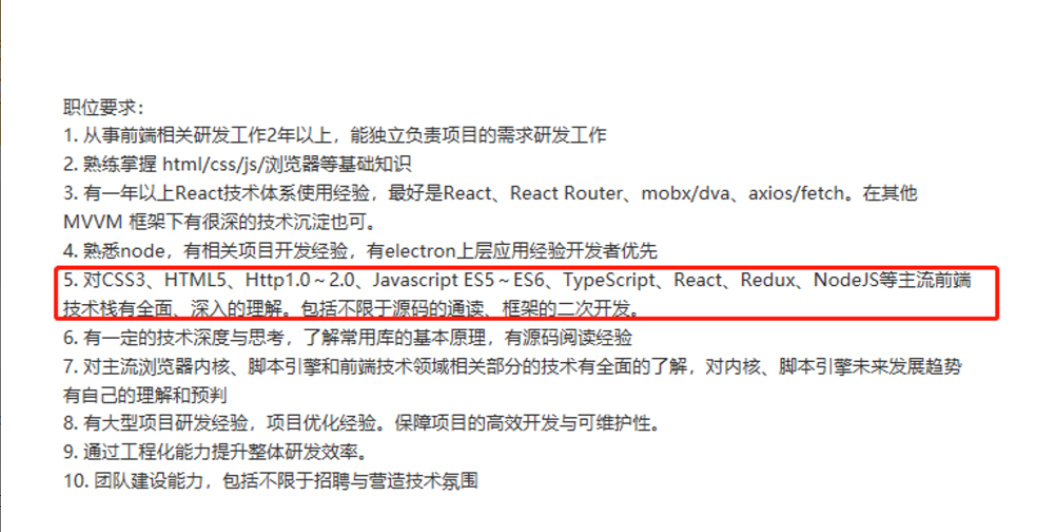 职位要求：
1. 从事前端相关研发工作2年以上，能独立负责项目的需求研发工作
2. 熟练掌握 html/css/js/浏览器等基础知识
3. 有一年以上React技术体系使用经验，最好是React、React Router、mobx/dva、axios/fetch。在其他
MVVM 框架下有很深的技术沉淀也可。
4. 熟悉node，有相关项目开发经验，有electron上层应用经验开发者优先
5. 对CSS3、HTML5、Http1.0～2.0、Javascript ES5～ES6、TypeScript、React、Redux、NodeJS等主流前端
技术栈有全面、深入的理解。包括不限于源码的通读、框架的二次开发。
6. 有一定的技术深度与思考，了解常用库的基本原理，有源码阅读经验
7. 对主流浏览器内核、脚本引擎和前端技术领域相关部分的技术有全面的了解，对内核、脚本引擎未来发展趋势
有自己的理解和预判
8. 有大型项目研发经验，项目优化经验。保障项目的高效开发与可维护性。
9. 通过工程化能力提升整体研发效率。
10. 团队建设能力，包括不限于招聘与营造技术氛围